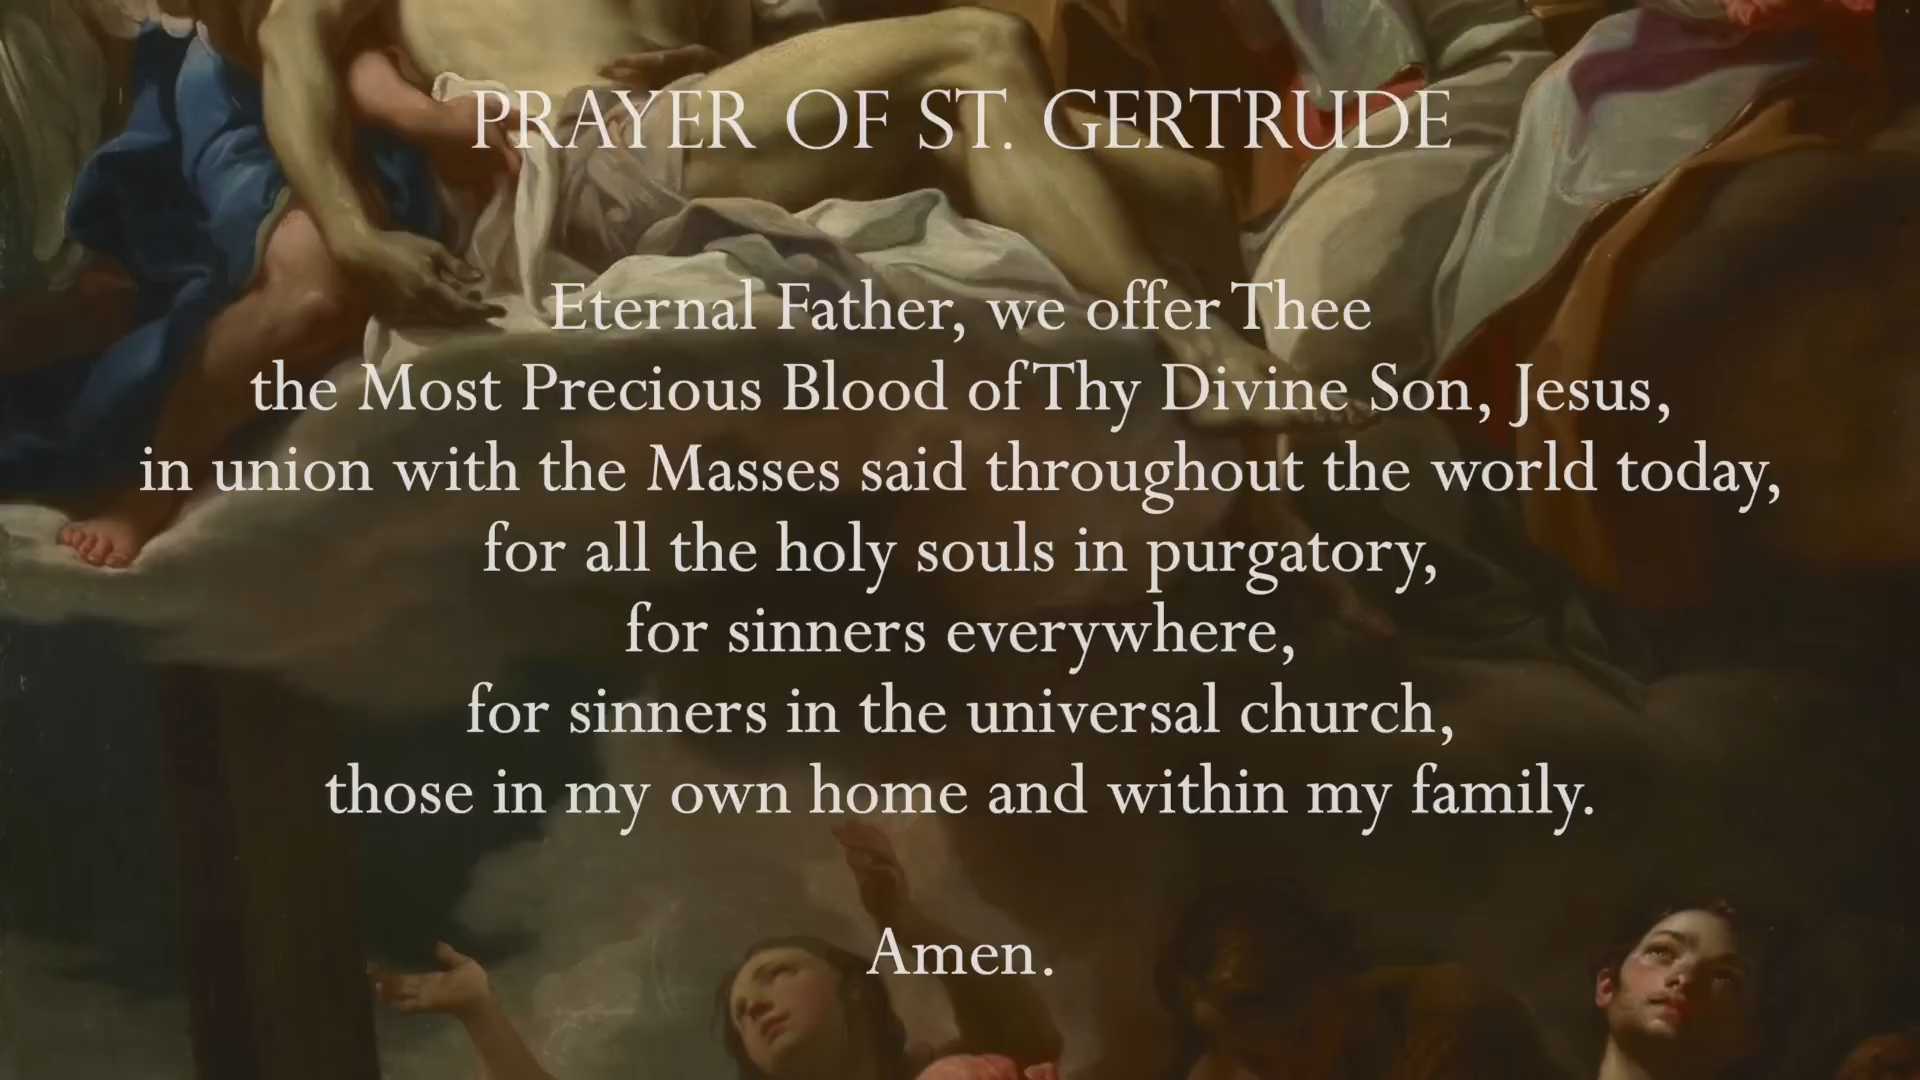 PRAYER OF ST. GERTRUDE
Eternal Father, we offer Thee
the Most Precious Blood of Thy Divine Son, Jesus,
in union with the Masses said throughout the world today,
for all the holy souls in purgatory,
for sinners everywhere,
for sinners in the universal church,
those in my own home and within my family.
Amen.